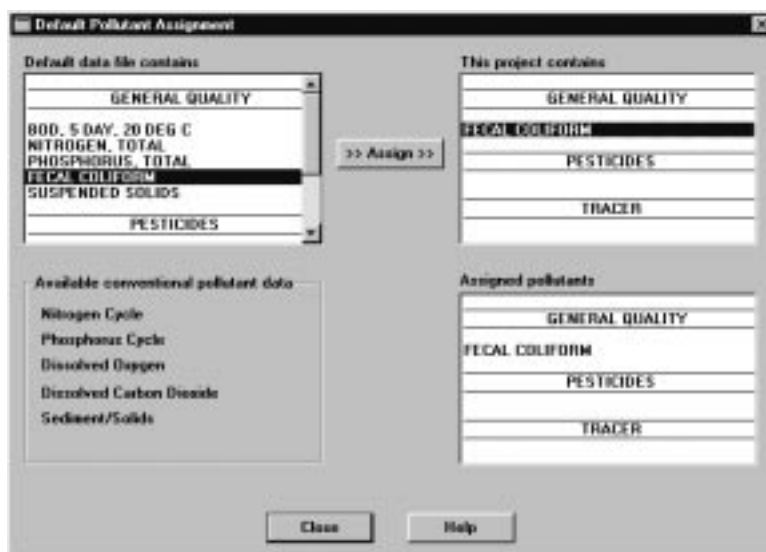 Default Pollutant Assignment
Default data file contains
GENERAL QUALITY
BOD, 5 DAY, 20 DEG C
NITROGEN, TOTAL
PHOSPHORUS, TOTAL
FECAL COLIFORM
SUSPENDED SOLIDS
PESTICIDES
>> Assign >>
This project contains
GENERAL QUALITY
FECAL COLIFORM
PESTICIDES
TRACER
Available conventional pollutant data
Nitrogen Cycle
Phosphorus Cycle
Dissolved Oxygen
Dissolved Carbon Dioxide
Sediment/Solids
Assigned pollutants
GENERAL QUALITY
FECAL COLIFORM
PESTICIDES
TRACER
Close
Help